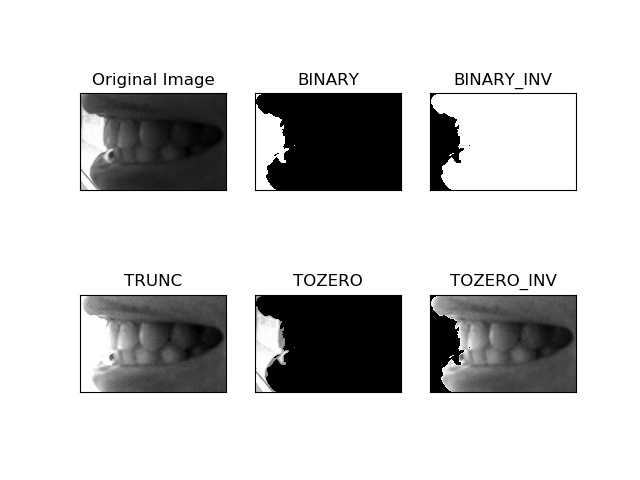 Original Image
BINARY
BINARY_INV
TRUNC
TOZERO
TOZERO_INV